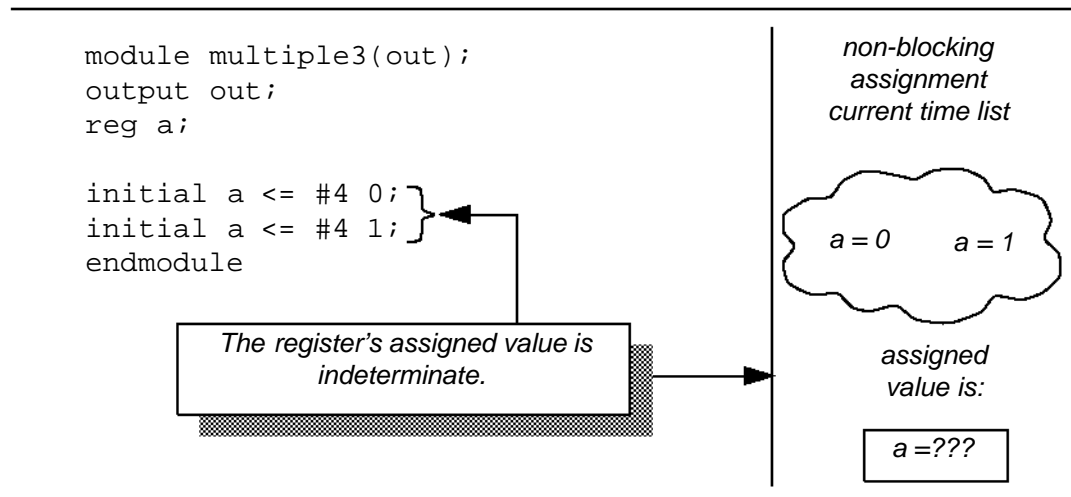 module multiple3(out);
output out;
reg a;
initial a <= #4 0;
initial a <= #4 1;
endmodule
The register's assigned value is
indeterminate.
non-blocking
assignment
current time list
a = 0 a = 1
assigned
value is:
a =???